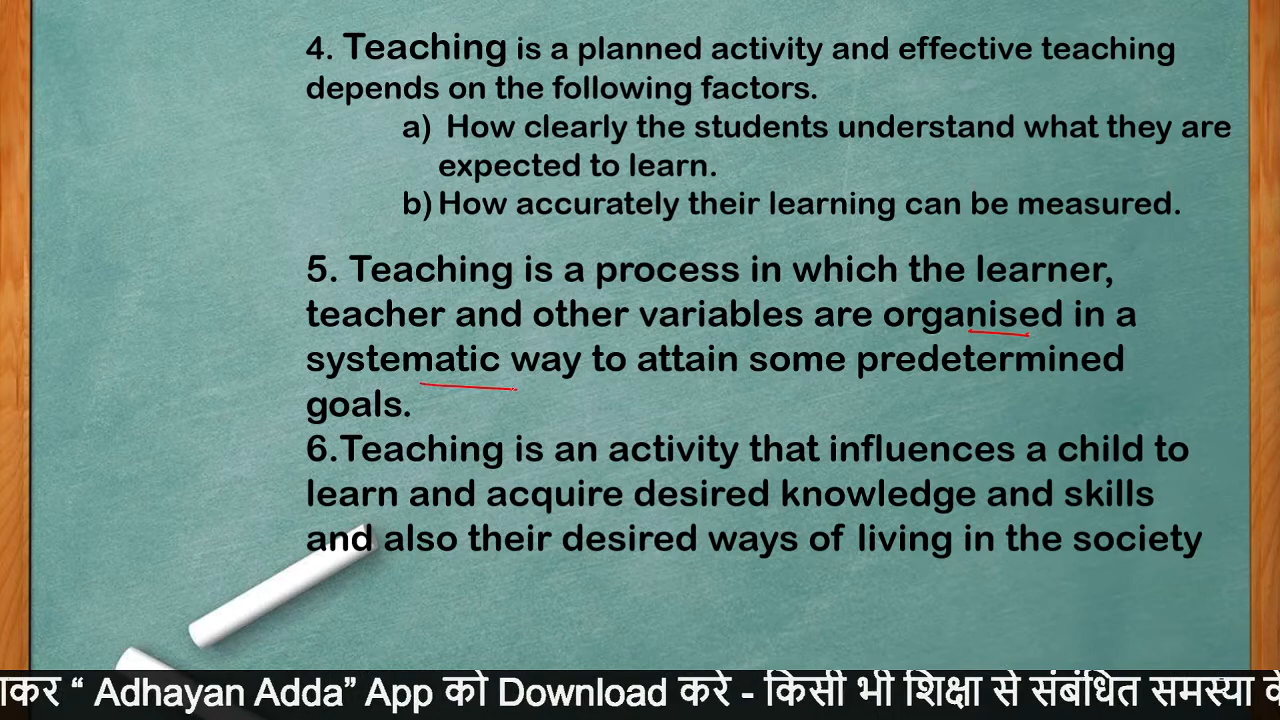 4. Teaching is a planned activity and effective teaching
depends on the following factors.
a) How clearly the students understand what they are
expected to learn.
b) How accurately their learning can be measured.
5. Teaching is a process in which the learner,
teacher and other variables are organised in a
systematic way to attain some predetermined
goals.
6.Teaching is an activity that influences a child to
learn and acquire desired knowledge and skills
and also their desired ways of living in the society
“ Adhayan Adda” App को Download करे - किसी भी शिक्षा से संबंधित समस्या